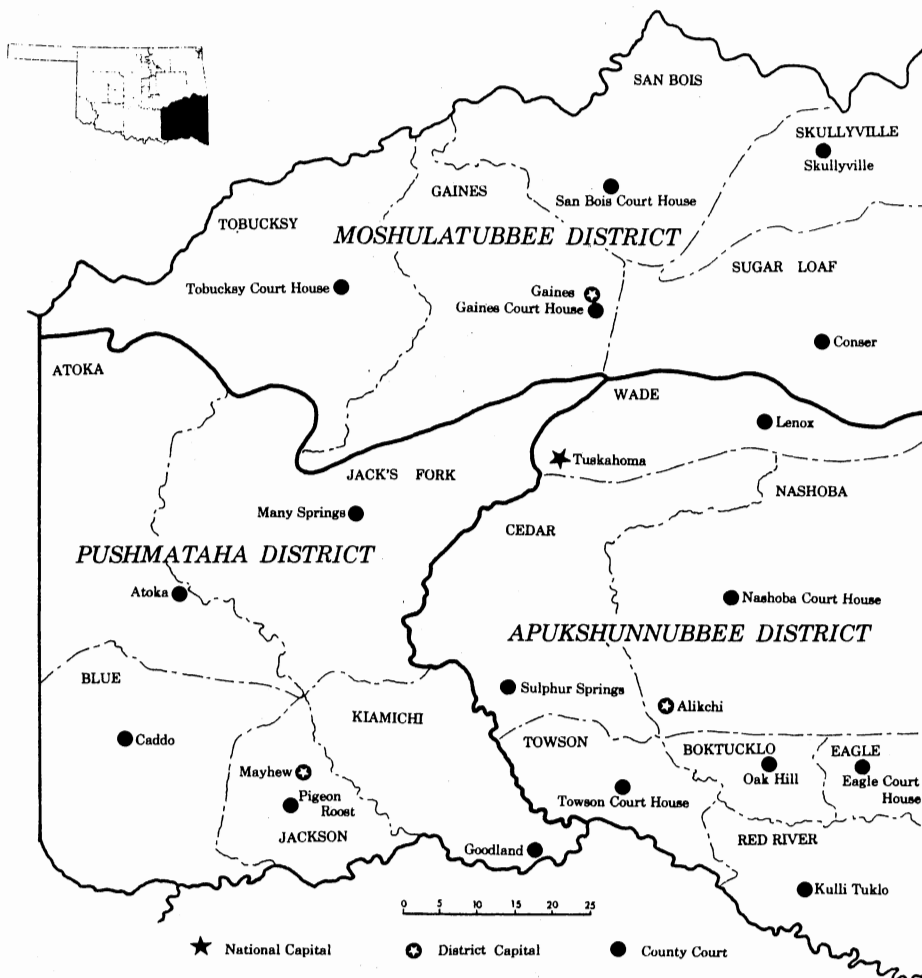 SAN BOIS
SKULLYVILLE
Skullyville
GAINES
San Bois Court House
TOBUCKSY
MOSHULATUBBEE DISTRICT
SUGAR LOAF
Tobucksy Court House
Gaines
Gaines Court House
Conser
ATOKA
WADE
Lenox
Tuskahoma
JACK'S FORK
NASHOBA
Many Springs
CEDAR
PUSHMATAHA DISTRICT
Atoka
Nashoba Court House
APUKSHUNNUBBEE DISTRICT
BLUE
Sulphur Springs
Alikchi
KIAMICHI
Caddo
TOWSON
BOKTUCKLO
EAGLE
Mayhew
Oak Hill
Eagle Court
House
Pigeon
Roost
Towson Court House
JACKSON
RED RIVER
Goodland
Kulli Tuklo
0 5 10 15 20 25
National Capital
District Capital
County Court